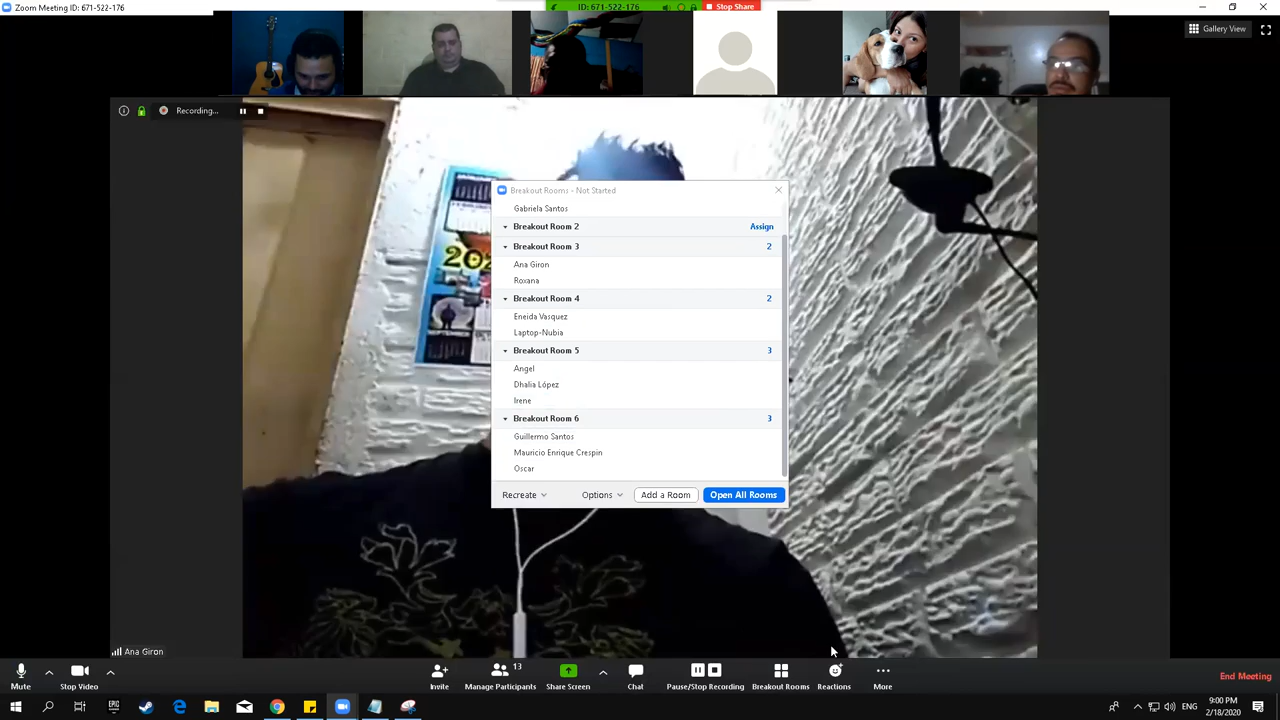 Zoom Meeting ID: 671-522-176
ID: 671-522-176
Stop Share
Gallery View
Recording...
Breakout Rooms - Not Started
Gabriela Santos
Breakout Room 2 Assign
Breakout Room 3 2
Ana Giron
Roxana
Breakout Room 4 2
Eneida Vasquez
Laptop-Nubia
Breakout Room 5 3
Angel
Dhalia López
Irene
Breakout Room 6 3
Guillermo Santos
Mauricio Enrique Crespin
Oscar
Recreate Options Add a Room Open All Rooms
202
Ana Giron
13
Mute Stop Video Invite Manage Participants Share Screen Chat Pause/Stop Recording Breakout Rooms Reactions More End Meeting
EPIC
ENG
9:00 PM
2/18/2020